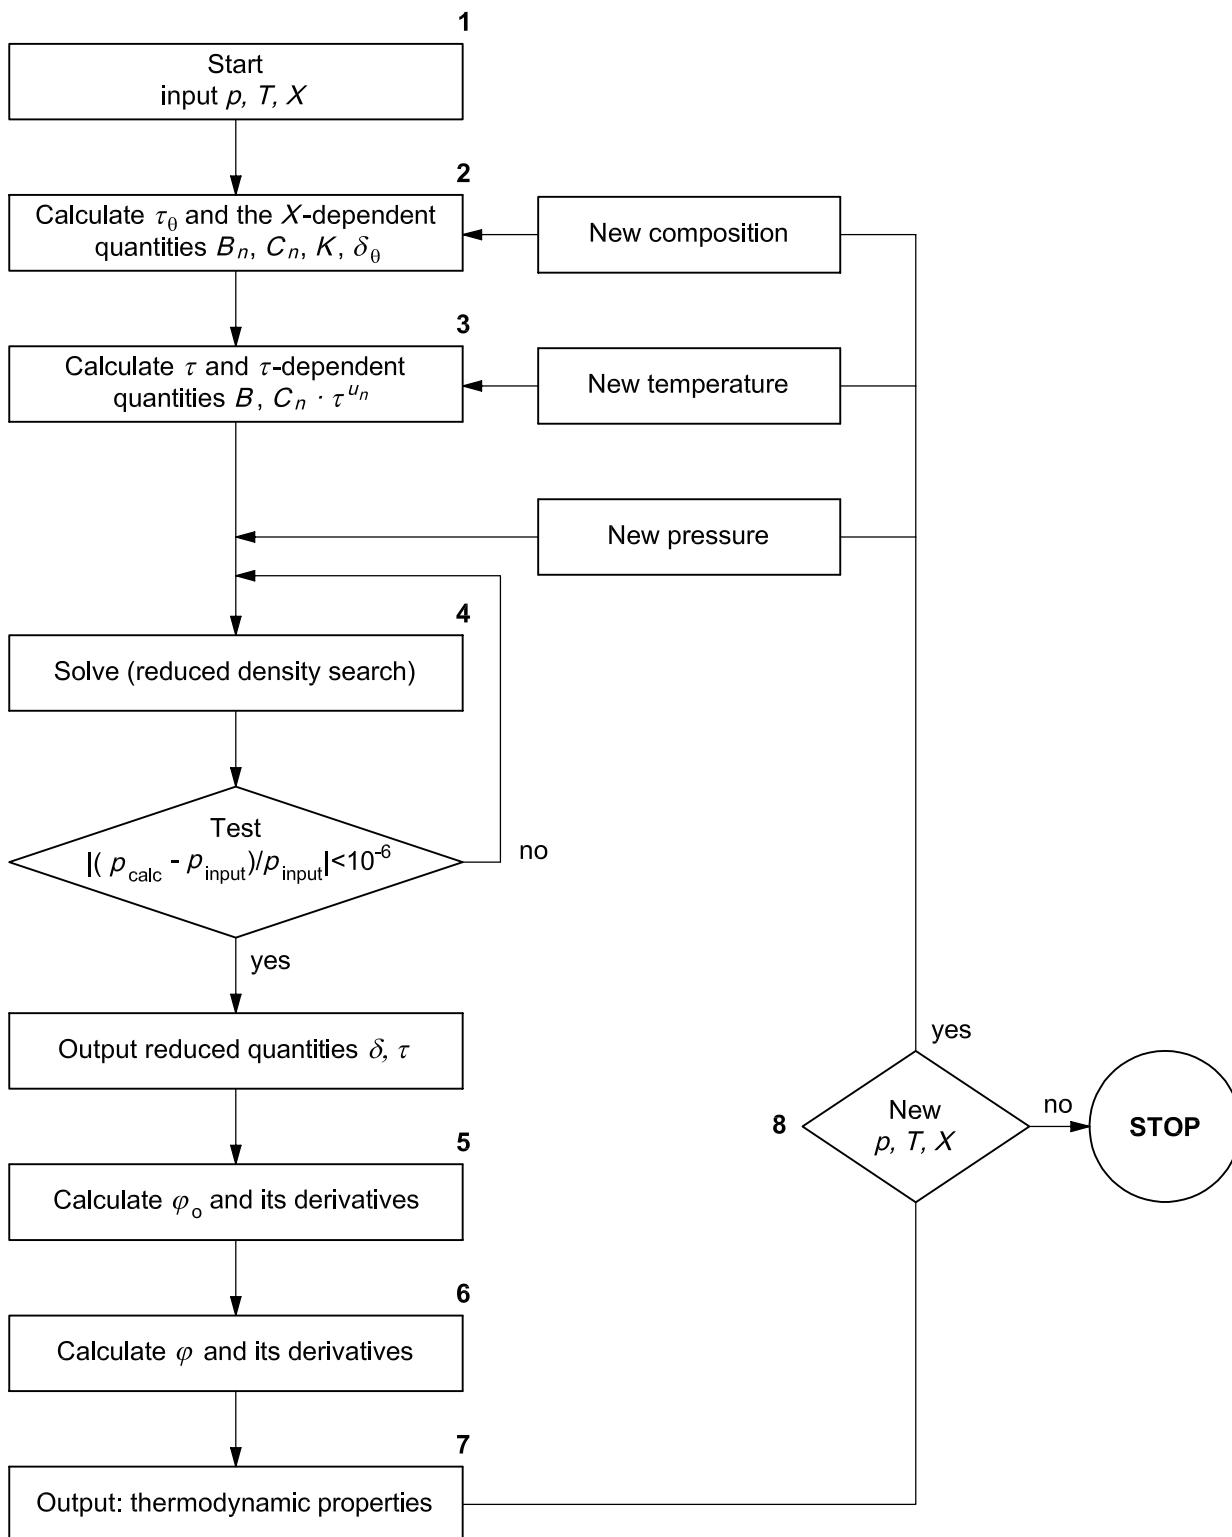 1
Start
input p, T, X
2
Calculate τθ and the X-dependent
quantities Bn, Cn, K, δθ
New composition
3
Calculate τ and τ-dependent
quantities B, Cn · τ^un
New temperature
New pressure
4
Solve (reduced density search)
Test
|( pcalc - pinput)/pinput|<10-6
no
yes
Output reduced quantities δ, τ
5
Calculate φo and its derivatives
6
Calculate φ and its derivatives
7
Output: thermodynamic properties
yes
8
New
p, T, X
no
STOP